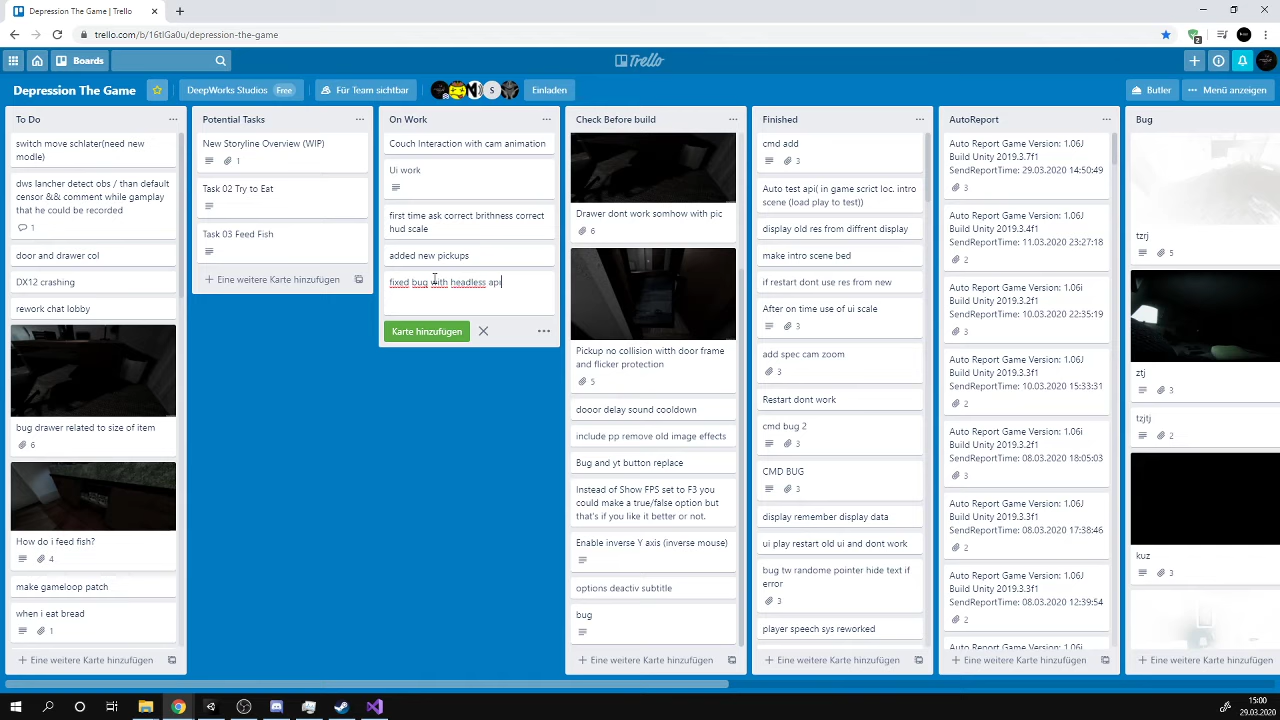 Depression The Game | Trello
trello.com/b/16tlGa0u/depression-the-game
2
Boards
Trello
Depression The Game
DeepWorks Studios Free
Für Team sichtbar
S
Einladen
Butler
Menü anzeigen
To Do
switch move schlater(need new
modle)
dws lancher detect obs / than default
censor && comment while gamplay
that he could be recorded
1
door and drawer col
DX12 crashing
rework chat lobby
bug drawer related to size of item
6
How do i feed fish?
4
make gameloop patch
when i eat bread
1
Eine weitere Karte hinzufügen
Potential Tasks
New Storyline Overview (WIP)
1
Task 02 Try to Eat
Task 03 Feed Fish
Eine weitere Karte hinzufügen
On Work
Couch Interaction with cam animation
Ui work
first time ask correct brithness correct
hud scale
added new pickups
fixed bug with headless api
Karte hinzufügen
Check Before build
Drawer dont work somhow with pic
6
Pickup no collision witth door frame
and flicker protection
5
dooor delay sound cooldown
include pp remove old image effects
Bug and yt button replace
Instead of Show FPS set to F3 you
could make a true/false option but
that's if you like it better or not.
Enable inverse Y axis (inverse mouse)
options deactiv subtitle
bug
Eine weitere Karte hinzufügen
Finished
cmd add
3
Auto test api( in game scrict loc. intro
scene (load play to test))
display old res from diffrent display
make intro scene bed
if restart dont use res from new
After on time use of ui scale
3
add spec cam zoom
3
Restart dont work
cmd bug 2
3
CMD BUG
3
display remember display data
ui play restart old ui and dont work
bug tw randome pointer hide text if
error
3
player speech sys reworked
Eine weitere Karte hinzufügen
AutoReport
Auto Report Game Version: 1.06J
Build Unity 2019.3.7f1
SendReportTime: 29.03.2020 14:50:49
3
Auto Report Game Version: 1.06J
Build Unity 2019.3.4f1
SendReportTime: 11.03.2020 23:27:18
2
Auto Report Game Version: 1.06i
Build Unity 2019.3.2f1
SendReportTime: 10.03.2020 22:35:19
3
Auto Report Game Version: 1.06J
Build Unity 2019.3.3f1
SendReportTime: 10.03.2020 15:33:31
2
Auto Report Game Version: 1.06i
Build Unity 2019.3.2f1
SendReportTime: 08.03.2020 18:05:03
3
Auto Report Game Version: 1.06J
Build Unity 2019.3.3f1
SendReportTime: 08.03.2020 17:38:46
2
Auto Report Game Version: 1.06J
Build Unity 2019.3.3f1
SendReportTime: 08.03.2020 12:39:54
2
Eine weitere Karte hinzufügen
Bug
tzrj
5
ztj
3
tzjtj
2
kuz
3
Eine weitere Karte hinzufügen
15:00
29.03.2020